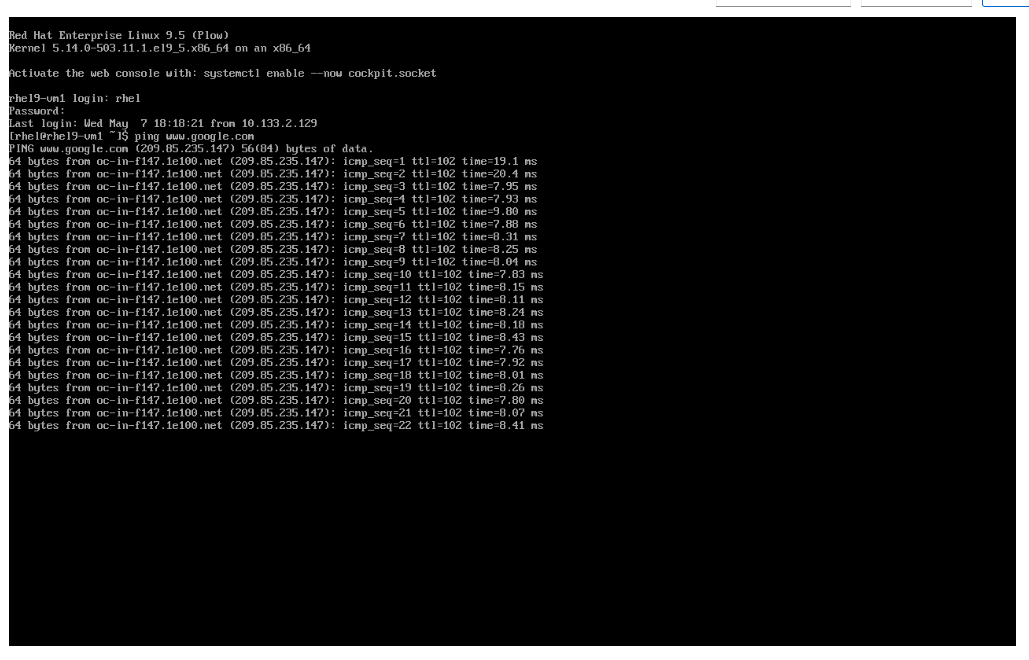 Red Hat Enterprise Linux 9.5 (Plow)
Kernel 5.14.0-503.11.1.el9_5.x86_64 on an x86_64
Activate the web console with: systemctl enable --now cockpit.socket
rhel9-vm1 login: rhel
Password:
Last login: Wed May  7 18:18:21 from 10.133.2.129
[rhel@rhel9-vm1 ~]$ ping www.google.com
PING www.google.com (209.85.235.147) 56(84) bytes of data.
64 bytes from oc-in-f147.1e100.net (209.85.235.147): icmp_seq=1 ttl=102 time=19.1 ms
64 bytes from oc-in-f147.1e100.net (209.85.235.147): icmp_seq=2 ttl=102 time=20.4 ms
64 bytes from oc-in-f147.1e100.net (209.85.235.147): icmp_seq=3 ttl=102 time=7.95 ms
64 bytes from oc-in-f147.1e100.net (209.85.235.147): icmp_seq=4 ttl=102 time=7.93 ms
64 bytes from oc-in-f147.1e100.net (209.85.235.147): icmp_seq=5 ttl=102 time=9.80 ms
64 bytes from oc-in-f147.1e100.net (209.85.235.147): icmp_seq=6 ttl=102 time=7.88 ms
64 bytes from oc-in-f147.1e100.net (209.85.235.147): icmp_seq=7 ttl=102 time=8.31 ms
64 bytes from oc-in-f147.1e100.net (209.85.235.147): icmp_seq=8 ttl=102 time=8.25 ms
64 bytes from oc-in-f147.1e100.net (209.85.235.147): icmp_seq=9 ttl=102 time=8.04 ms
64 bytes from oc-in-f147.1e100.net (209.85.235.147): icmp_seq=10 ttl=102 time=7.83 ms
64 bytes from oc-in-f147.1e100.net (209.85.235.147): icmp_seq=11 ttl=102 time=8.15 ms
64 bytes from oc-in-f147.1e100.net (209.85.235.147): icmp_seq=12 ttl=102 time=8.11 ms
64 bytes from oc-in-f147.1e100.net (209.85.235.147): icmp_seq=13 ttl=102 time=8.24 ms
64 bytes from oc-in-f147.1e100.net (209.85.235.147): icmp_seq=14 ttl=102 time=8.18 ms
64 bytes from oc-in-f147.1e100.net (209.85.235.147): icmp_seq=15 ttl=102 time=8.43 ms
64 bytes from oc-in-f147.1e100.net (209.85.235.147): icmp_seq=16 ttl=102 time=7.76 ms
64 bytes from oc-in-f147.1e100.net (209.85.235.147): icmp_seq=17 ttl=102 time=7.92 ms
64 bytes from oc-in-f147.1e100.net (209.85.235.147): icmp_seq=18 ttl=102 time=8.01 ms
64 bytes from oc-in-f147.1e100.net (209.85.235.147): icmp_seq=19 ttl=102 time=8.26 ms
64 bytes from oc-in-f147.1e100.net (209.85.235.147): icmp_seq=20 ttl=102 time=7.80 ms
64 bytes from oc-in-f147.1e100.net (209.85.235.147): icmp_seq=21 ttl=102 time=8.07 ms
64 bytes from oc-in-f147.1e100.net (209.85.235.147): icmp_seq=22 ttl=102 time=8.41 ms